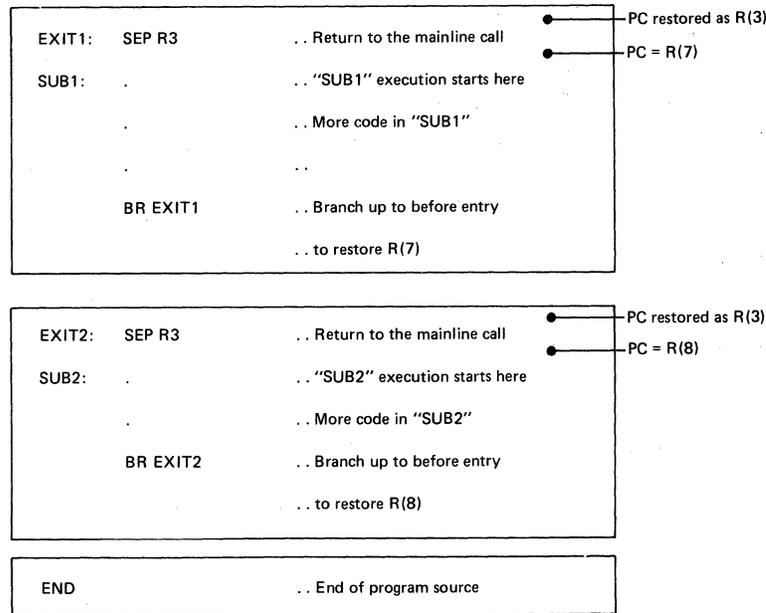 PC restored as R(3)
EXIT1: SEP R3 . . Return to the mainline call
PC = R(7)
SUB1: . . . "SUB1" execution starts here
. . . More code in "SUB1"
. . .
BR EXIT1 . . Branch up to before entry
. . to restore R(7)
PC restored as R(3)
EXIT2: SEP R3 . . Return to the mainline call
PC = R(8)
SUB2: . . . "SUB2" execution starts here
. . . More code in "SUB2"
BR EXIT2 . . Branch up to before entry
. . to restore R(8)
END . . End of program source